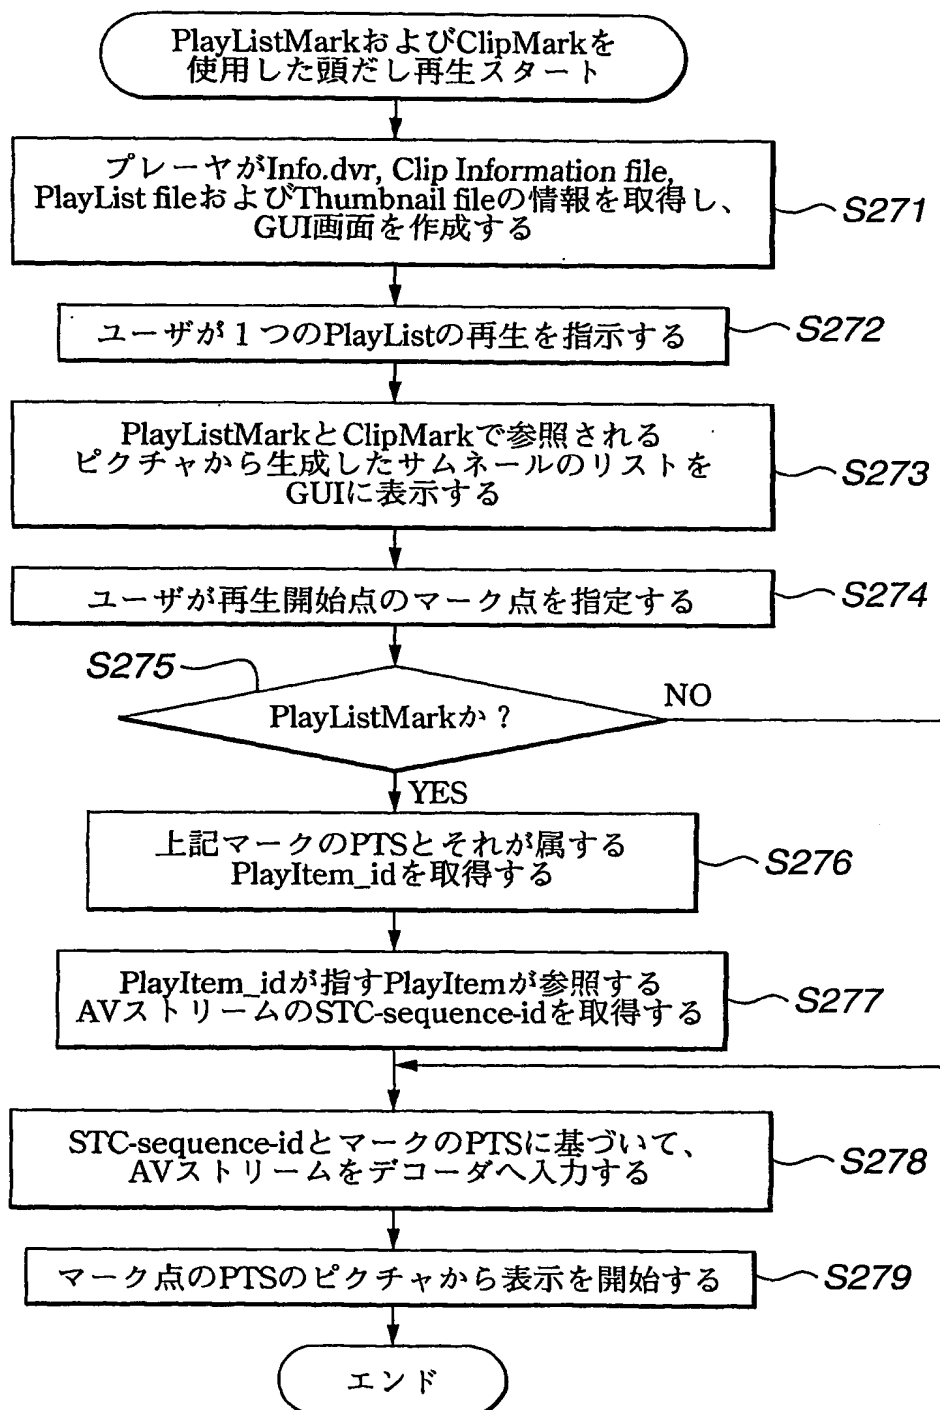 PlayListMarkおよびClipMarkを
使用した頭だし再生スタート
プレーヤがInfo.dvr, Clip Information file,
PlayList fileおよびThumbnail fileの情報を取得し、
GUI画面を作成する
S271
ユーザが１つのPlayListの再生を指示する
S272
PlayListMarkとClipMarkで参照される
ピクチャから生成したサムネールのリストを
GUIに表示する
S273
ユーザが再生開始点のマーク点を指定する
S274
S275
PlayListMarkか？
NO
YES
上記マークのPTSとそれが属する
PlayItem_idを取得する
S276
PlayItem_idが指すPlayItemが参照する
AVストリームのSTC-sequence-idを取得する
S277
STC-sequence-idとマークのPTSに基づいて、
AVストリームをデコーダへ入力する
S278
マーク点のPTSのピクチャから表示を開始する
S279
エンド